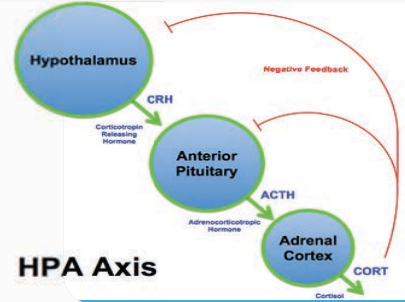 Hypothalamus
Negative Feedback
CRH
Corticotropin
Releasing
Hormone
Anterior
Pituitary
ACTH
Adrenocorticotropic
Hormone
Adrenal
Cortex
HPA Axis
CORT
Cortisol